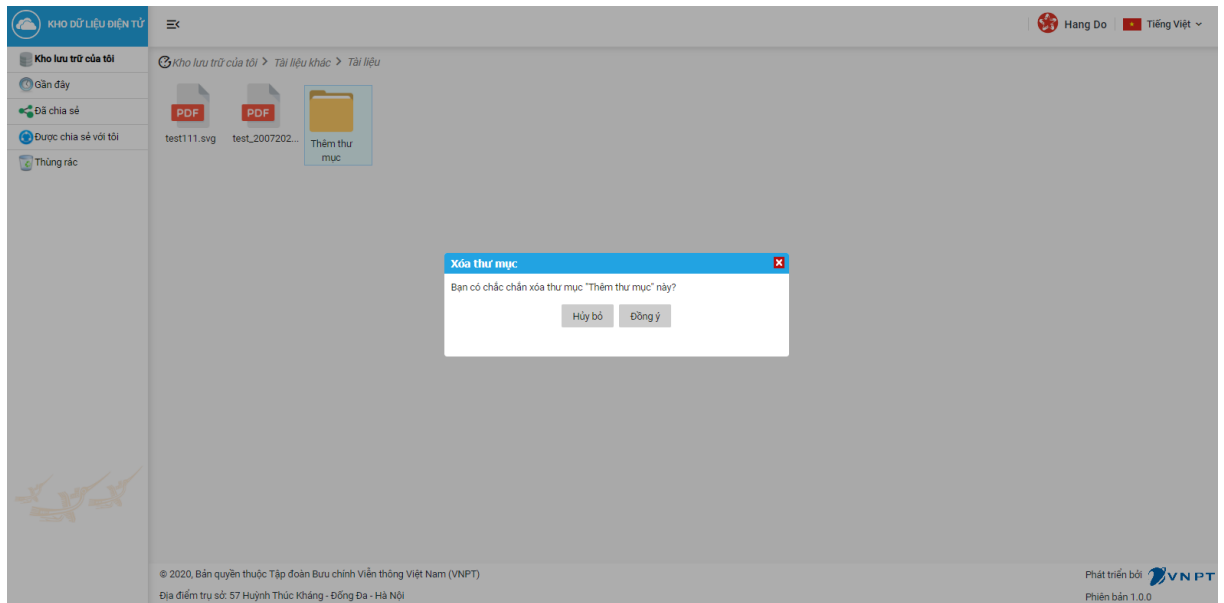 KHO DỮ LIỆU ĐIỆN TỬ
Hang Do
Tiếng Việt
Kho lưu trữ của tôi
Gần đây
Đã chia sẻ
Được chia sẻ với tôi
Thùng rác
Kho lưu trữ của tôi > Tài liệu khác > Tài liệu
PDF
PDF
test111.svg
test_2007202...
Thêm thư
mục
Xóa thư mục
Bạn có chắc chắn xóa thư mục "Thêm thư mục" này?
Hủy bỏ
Đồng ý
© 2020, Bản quyền thuộc Tập đoàn Bưu chính Viễn thông Việt Nam (VNPT)
Địa điểm trụ sở: 57 Huỳnh Thúc Kháng - Đống Đa - Hà Nội
Phát triển bởi VNPT
Phiên bản 1.0.0